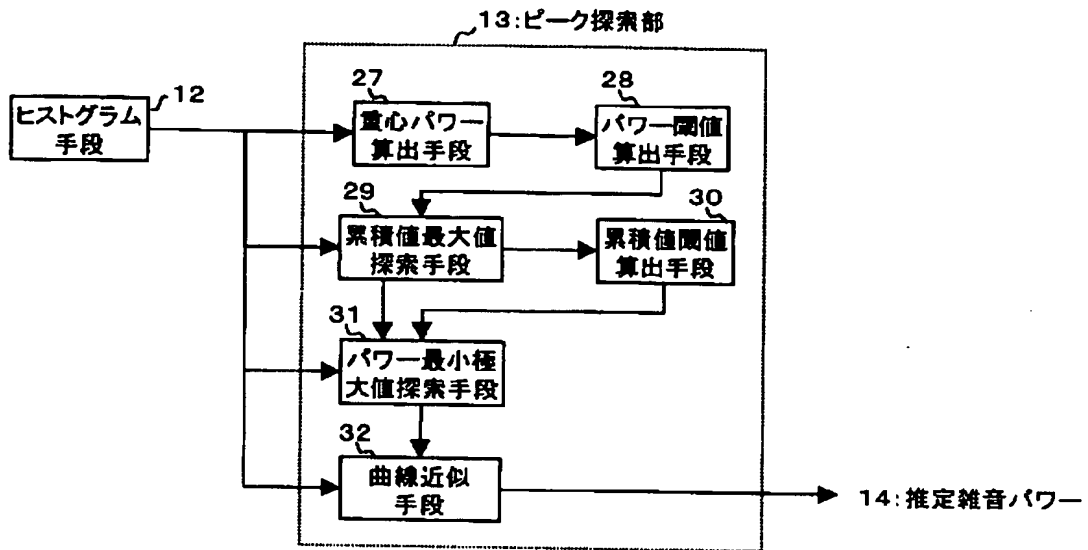 13:ピーク探索部
12
ヒストグラム
手段
27
重心パワー
算出手段
28
パワー閾値
算出手段
29
累積値最大値
探索手段
30
累積値閾値
算出手段
31
パワー最小極
大値探索手段
32
曲線近似
手段
14:推定雑音パワー